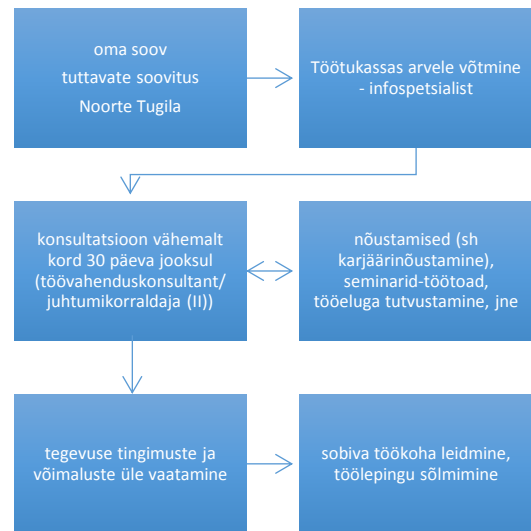 oma soov
tuttavate soovitus
Noorte Tugila
Töötukassas arvele võtmine
- infospetsialist
konsultatsioon vähemalt
kord 30 päeva jooksul
(töövahenduskonsultant/
juhtumikorraldaja (II))
nõustamised (sh
karjäärinõustamine),
seminarid-töötoad,
tööeluga tutvustamine, jne
tegevuse tingimuste ja
võimaluste üle vaatamine
sobiva töökoha leidmine,
töölepingu sõlmimine